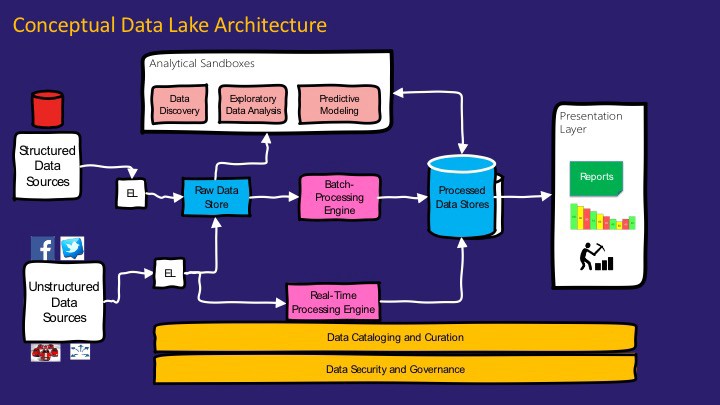 Conceptual Data Lake Architecture
Analytical Sandboxes
Data
Discovery
Exploratory
Data Analysis
Predictive
Modeling
Structured
Data
Sources
EL
Raw Data
Store
Batch-
Processing
Engine
Processed
Data Stores
Presentation
Layer
Reports
Unstructured
Data
Sources
EL
Real-Time
Processing Engine
Data Cataloging and Curation
Data Security and Governance